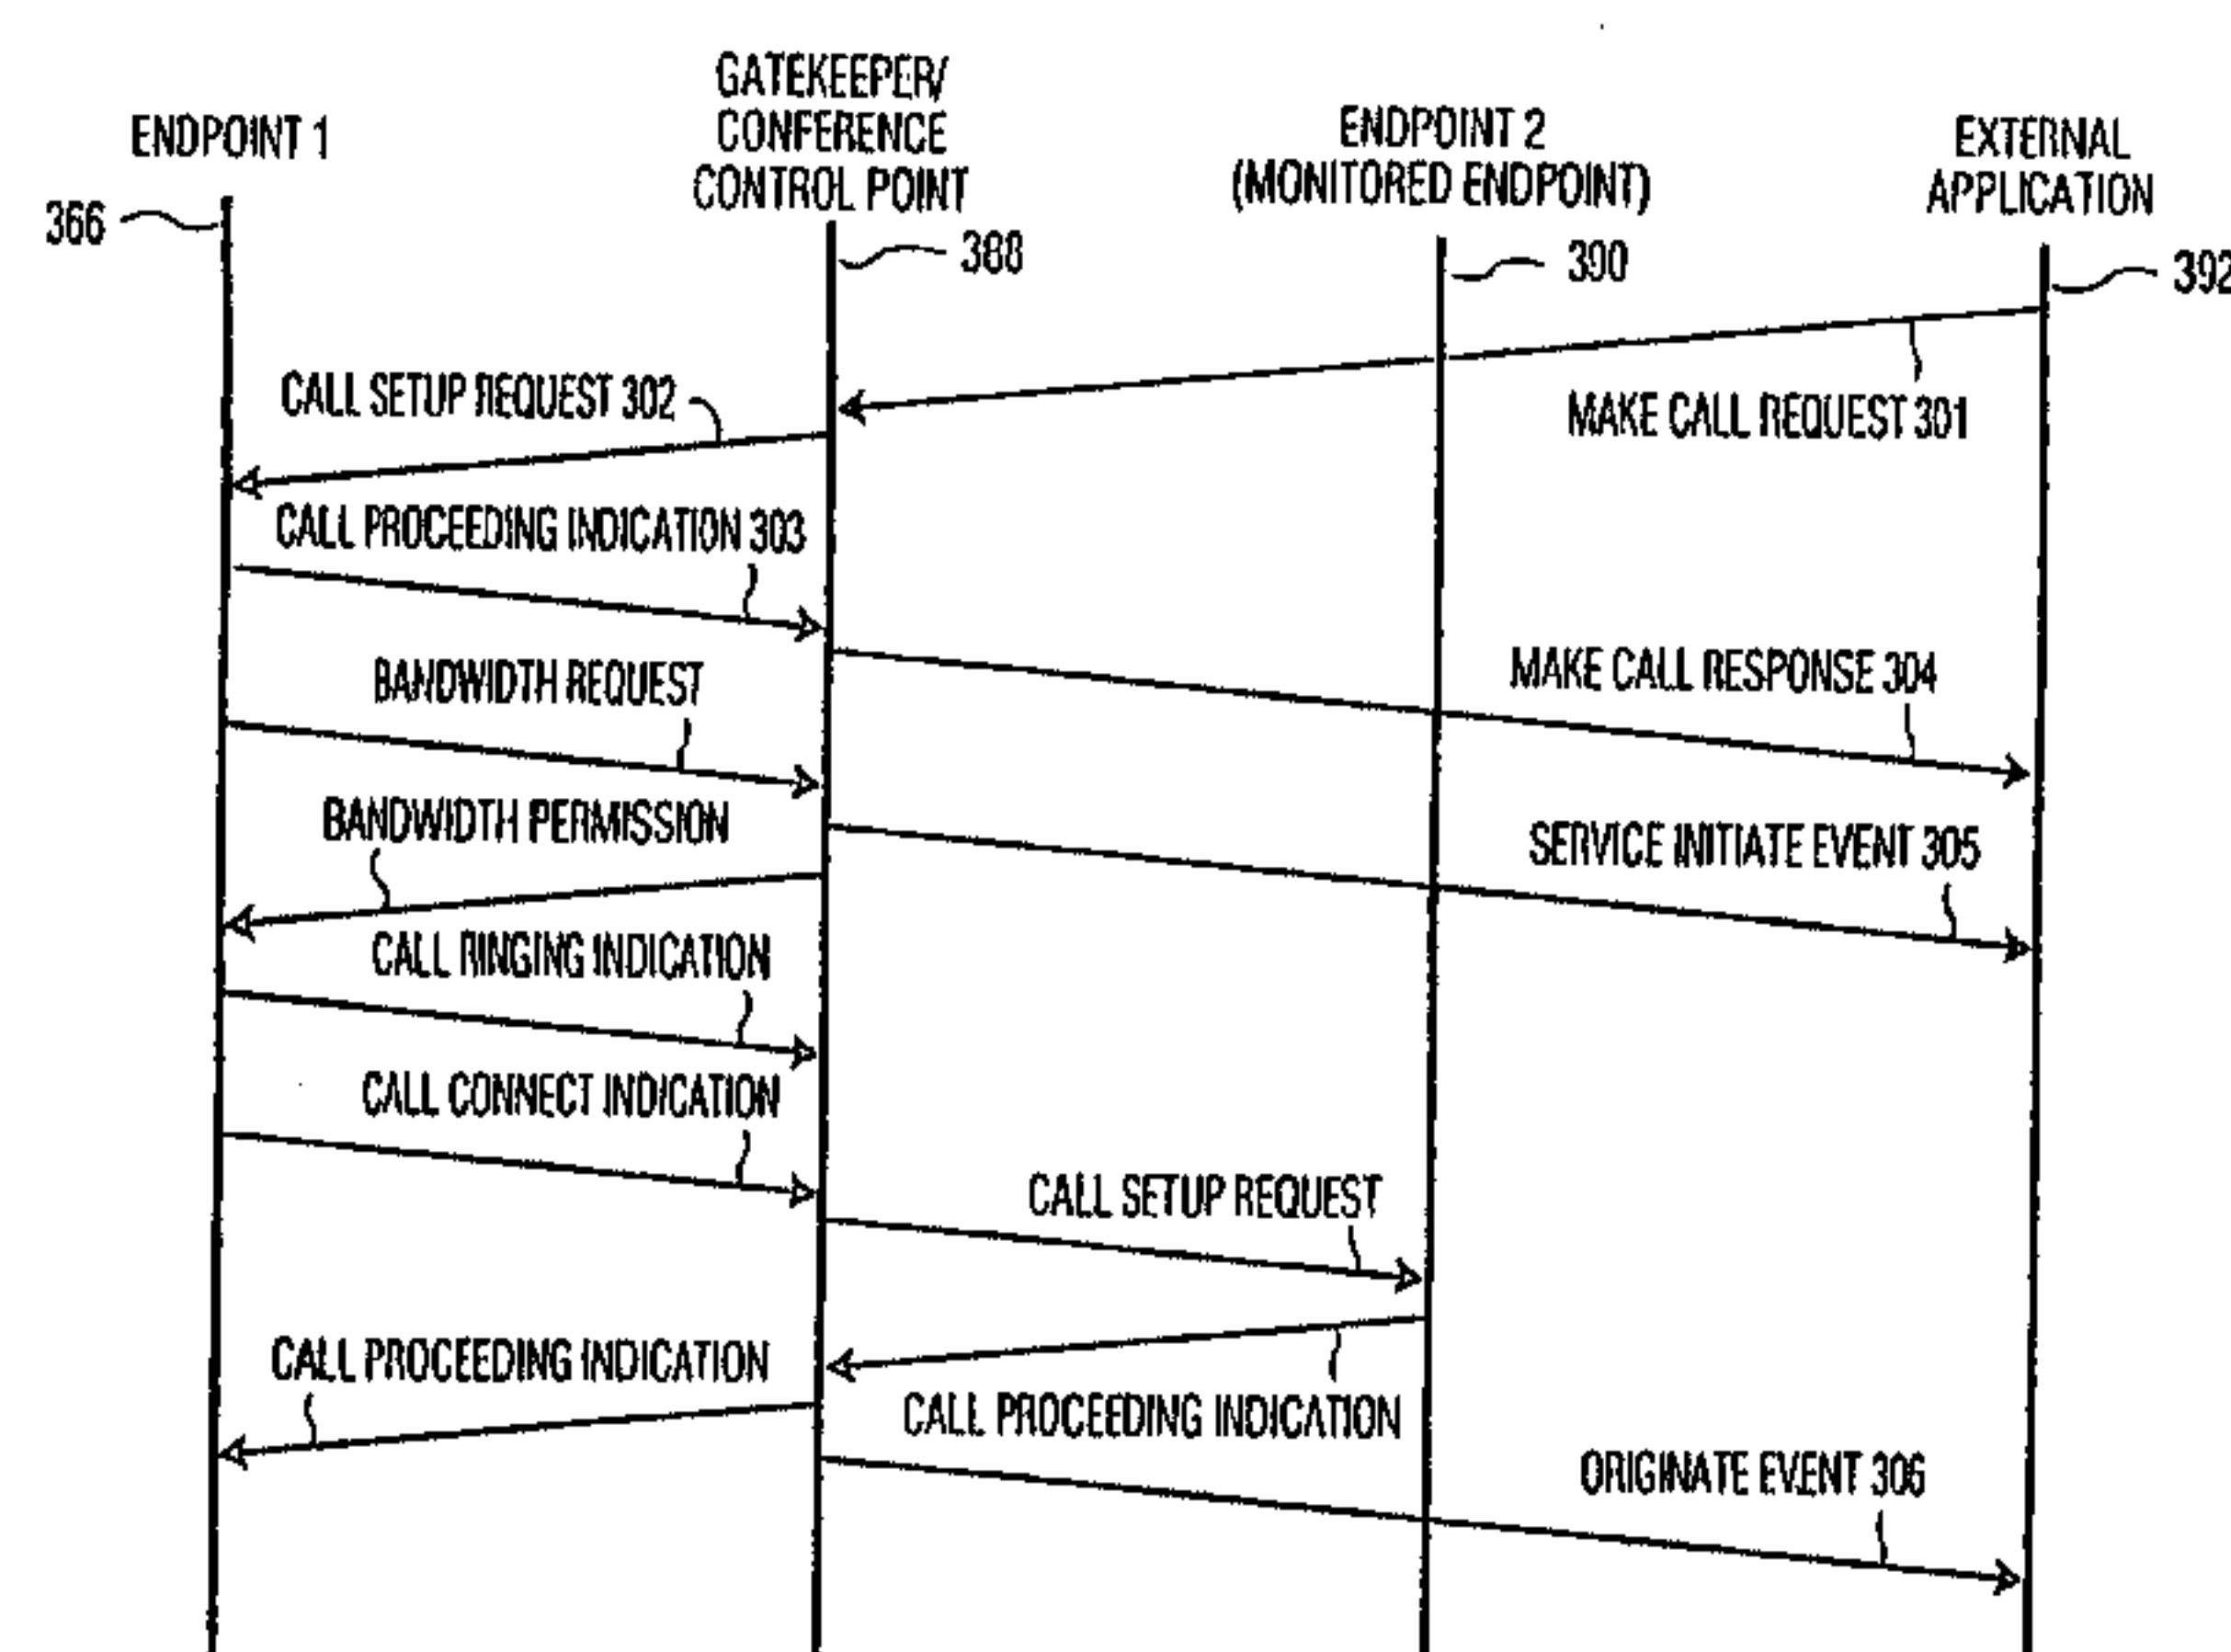 GATEKEEPER/
CONFERENCE
CONTROL POINT
ENDPOINT 1
ENDPOINT 2
(MONITORED ENDPOINT)
EXTERNAL
APPLICATION
366
388
390
392
CALL SETUP REQUEST 302
MAKE CALL REQUEST 301
CALL PROCEEDING INDICATION 303
MAKE CALL RESPONSE 304
BANDWIDTH REQUEST
BANDWIDTH PERMISSION
SERVICE INITIATE EVENT 305
CALL RINGING INDICATION
CALL CONNECT INDICATION
CALL SETUP REQUEST
CALL PROCEEDING INDICATION
CALL PROCEEDING INDICATION
ORIGINATE EVENT 306